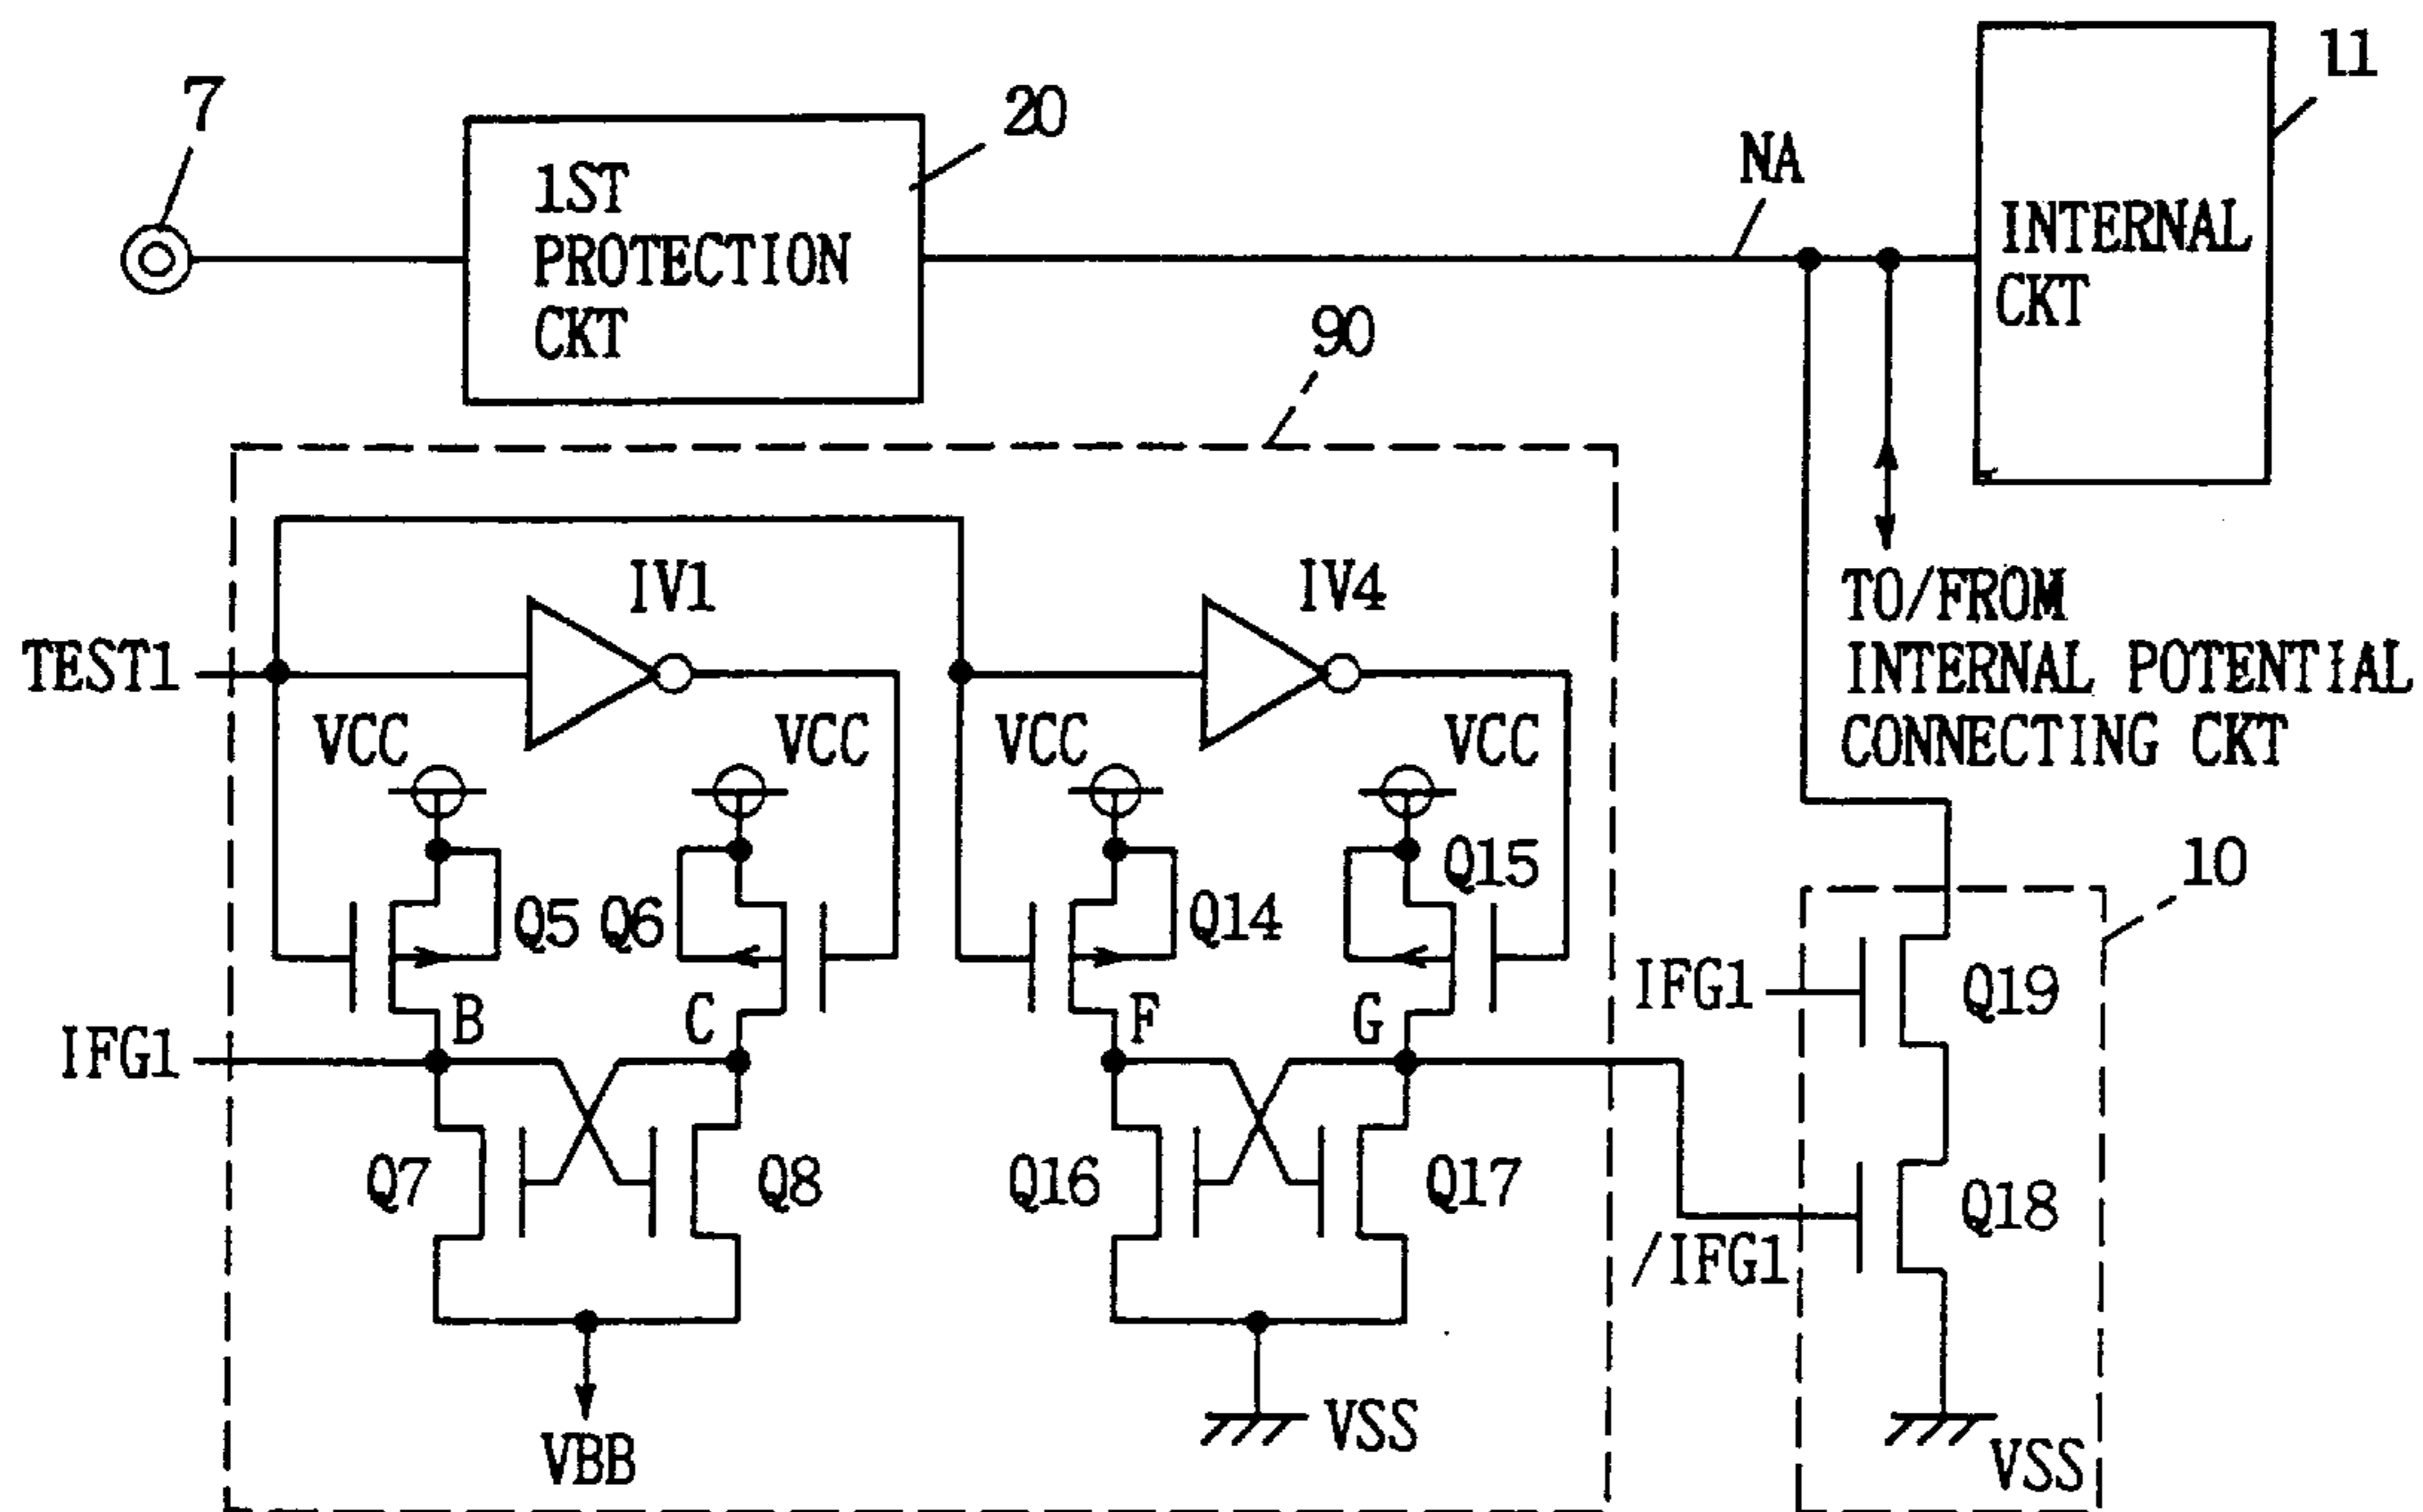 7
1ST
PROTECTION
CKT
20
NA
INTERNAL
CKT
11
90
TO/FROM
INTERNAL POTENTIAL
CONNECTING CKT
TEST1
IV1
IV4
VCC
VCC
VCC
VCC
Q5
Q6
Q14
Q15
10
B
C
F
G
IFG1
IFG1
Q19
Q7
Q8
Q16
Q17
/IFG1
Q18
VBB
VSS
VSS